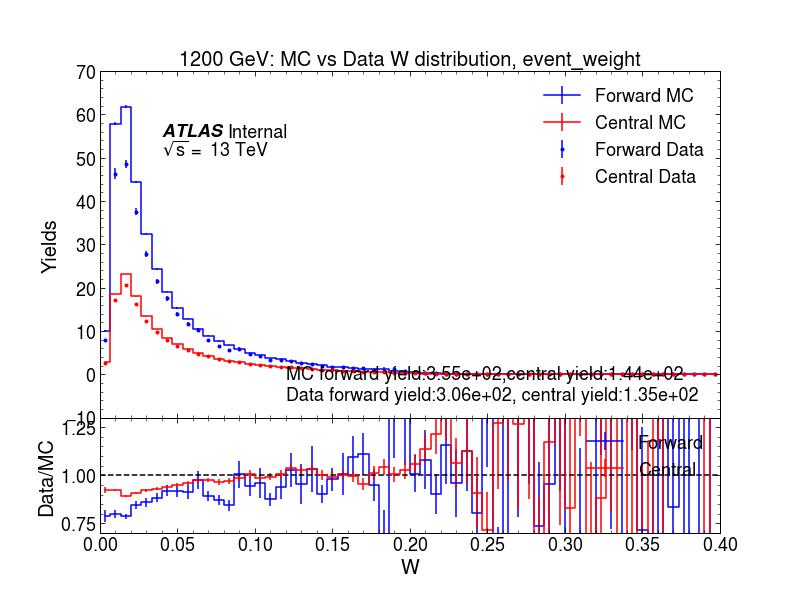 1200 GeV: MC vs Data W distribution, event_weight
70
60
50
40
30
20
10
0
10
Yields
ATLAS Internal
√s = 13 TeV
Forward MC
Central MC
Forward Data
Central Data
MC forward yield:3.55e+02,central yield:1.44e+02
Data forward yield:3.06e+02, central yield:1.35e+02
1.25
1.00
0.75
Data/MC
Forward
Central
0.00 0.05 0.10 0.15 0.20 0.25 0.30 0.35 0.40
W